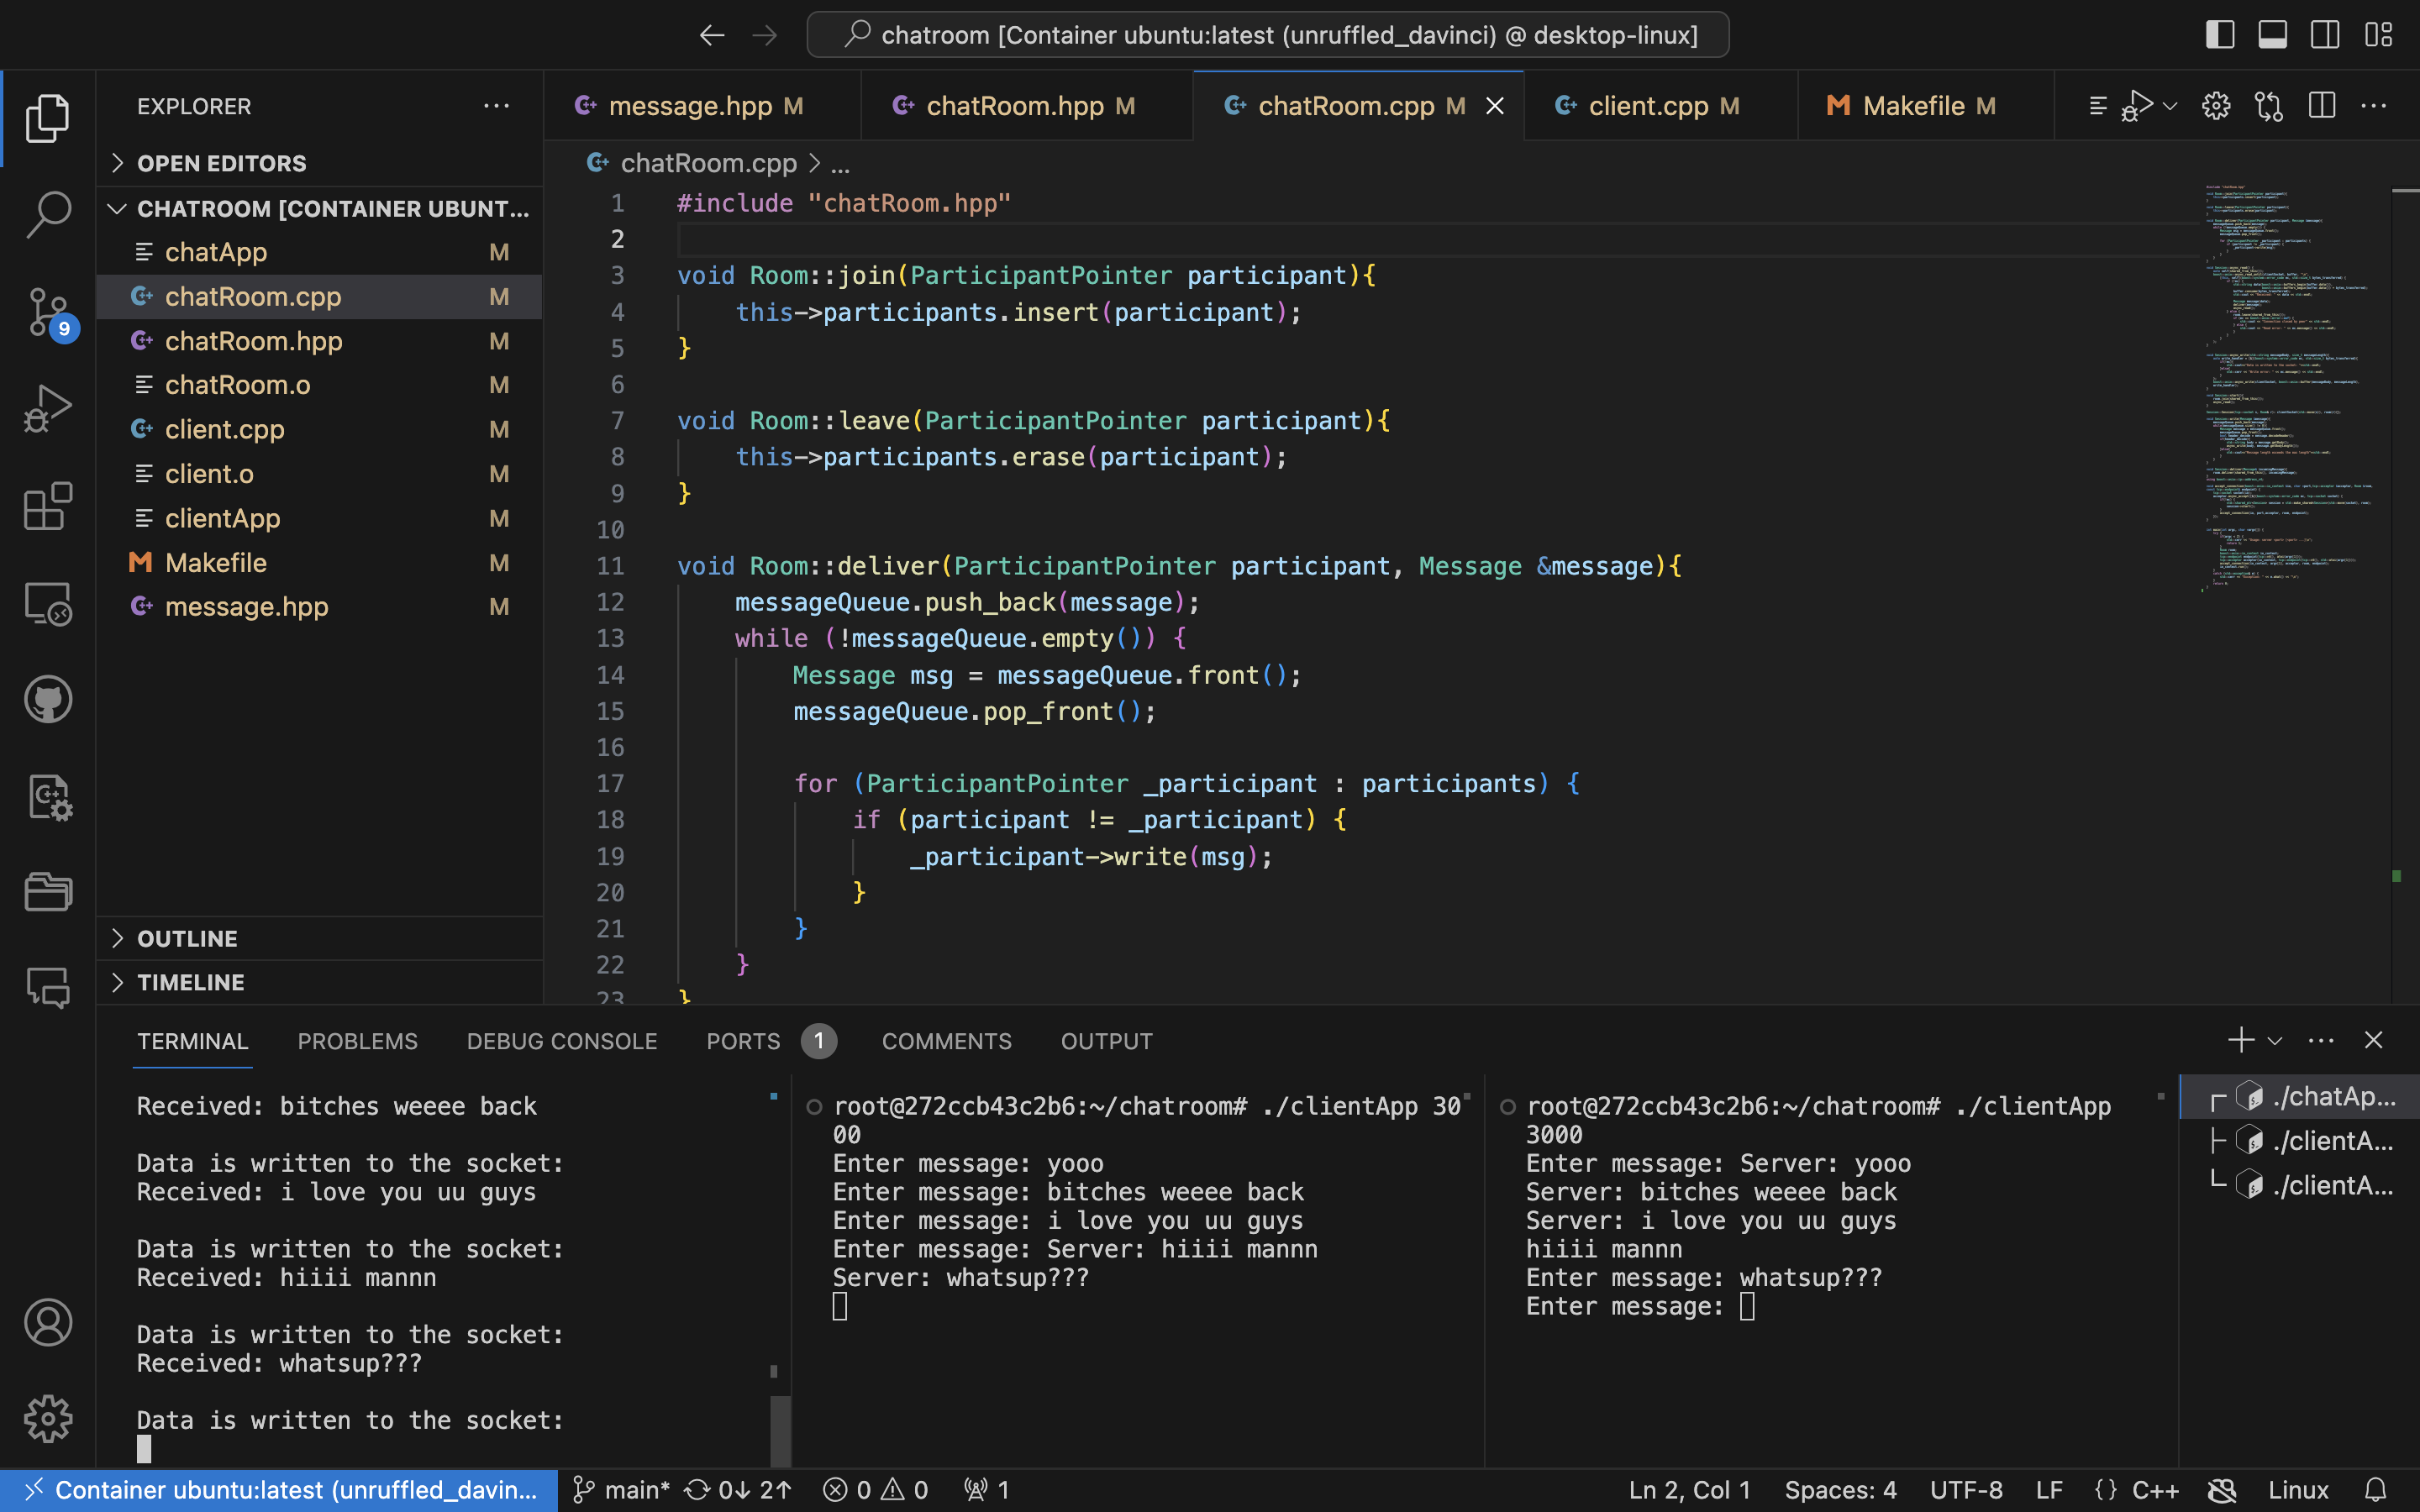 chatroom [Container ubuntu:latest (unruffled_davinci) @ desktop-linux]
EXPLORER
OPEN EDITORS
CHATROOM [CONTAINER UBUNT...
chatApp M
chatRoom.cpp M
chatRoom.hpp M
chatRoom.o M
client.cpp M
client.o M
clientApp M
Makefile M
message.hpp M
OUTLINE
TIMELINE
9
message.hpp M
chatRoom.hpp M
chatRoom.cpp M
client.cpp M
Makefile M
chatRoom.cpp > ...
1 #include "chatRoom.hpp"
2
3 void Room::join(ParticipantPointer participant){
4 this->participants.insert(participant);
5 }
6
7 void Room::leave(ParticipantPointer participant){
8 this->participants.erase(participant);
9 }
10
11 void Room::deliver(ParticipantPointer participant, Message &message){
12 messageQueue.push_back(message);
13 while (!messageQueue.empty()) {
14 Message msg = messageQueue.front();
15 messageQueue.pop_front();
16
17 for (ParticipantPointer _participant : participants) {
18 if (participant != _participant) {
19 _participant->write(msg);
20 }
21 }
22 }
23 }
TERMINAL PROBLEMS DEBUG CONSOLE PORTS 1 COMMENTS OUTPUT
Received: bitches weeee back
Data is written to the socket:
Received: i love you uu guys
Data is written to the socket:
Received: hiiii mannn
Data is written to the socket:
Received: whatsup???
Data is written to the socket:
root@272ccb43c2b6:~/chatroom# ./clientApp 30
00
Enter message: yooo
Enter message: bitches weeee back
Enter message: i love you uu guys
Enter message: Server: hiiii mannn
Server: whatsup???
root@272ccb43c2b6:~/chatroom# ./clientApp
3000
Enter message: Server: yooo
Server: bitches weeee back
Server: i love you uu guys
hiiii mannn
Enter message: whatsup???
Enter message:
./chatAp...
./clientA...
./clientA...
Container ubuntu:latest (unruffled_davin... main* 0↓ 2↑ 0 0 1 Ln 2, Col 1 Spaces: 4 UTF-8 LF {} C++ Linux